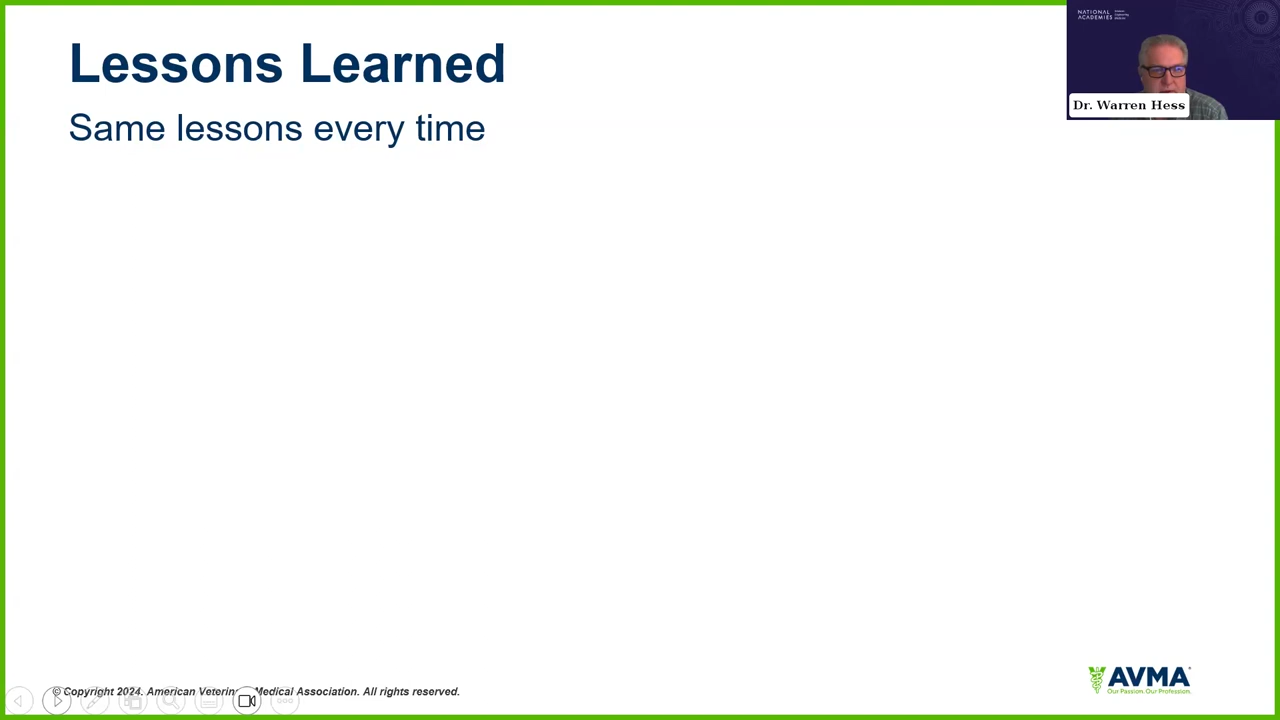 Lessons Learned
Same lessons every time
NATIONAL
ACADEMIES
Dr. Warren Hess
© Copyright 2024. American Veterinary Medical Association. All rights reserved.
AVMA
Our Passion. Our Profession.